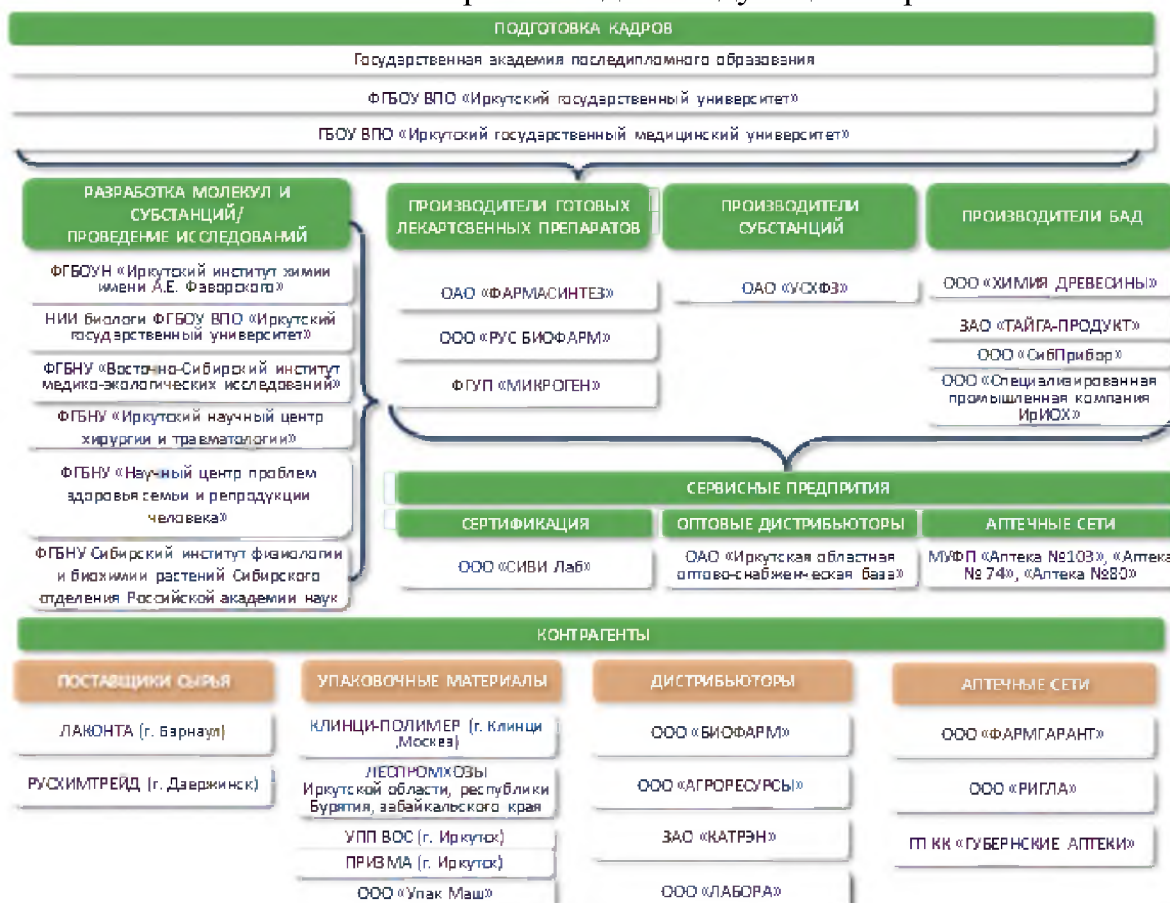 ПОДГОТОВКА КАДРОВ
Государственная академия последипломного образования
ФГБОУ ВПО «Иркутский государственный университет»
ГБОУ ВПО «Иркутский государственный медицинский университет»
РАЗРАБОТКА МОЛЕКУЛ И
СУБСТАНЦИЙ/
ПРОВЕДЕНИЕ ИССЛЕДОВАНИЙ
ФГБОУН «Иркутский институт химии
имени А.Е. Фаворского»
НИИ биологи ФГБОУ ВПО «Иркутский
государственный университет»
ФГБНУ «Восточно-Сибирский институт
медико-экологических исследований»
ФГБНУ «Иркутский научный центр
хирургии и травматологии»
ФГБНУ «Научный центр проблем
здоровья семьи и репродукции
человека»
ФГБНУ Сибирский институт физиологии
и биохимии растений Сибирского
отделения Российской академии наук
ПРОИЗВОДИТЕЛИ ГОТОВЫХ
ЛЕКАРТСВЕННЫХ ПРЕПАРАТОВ
ОАО «ФАРМАСИНТЕЗ»
ООО «РУС БИОФАРМ»
ФГУП «МИКРОГЕН»
ПРОИЗВОДИТЕЛИ
СУБСТАНЦИЙ
ОАО «УСХФЗ»
ПРОИЗВОДИТЕЛИ БАД
ООО «ХИМИЯ ДРЕВЕСИНЫ»
ЗАО «ТАЙГА-ПРОДУКТ»
ООО «СибПрибор»
ООО «Специализированная
промышленная компания
ИрИОХ»
СЕРВИСНЫЕ ПРЕДПРИТИЯ
СЕРТИФИКАЦИЯ
ООО «СИВИ Лаб»
ОПТОВЫЕ ДИСТРИБЬЮТОРЫ
ОАО «Иркутская областная
оптово-снабженческая база»
АПТЕЧНЫЕ СЕТИ
МУФП «Аптека №103», «Аптека
№ 74», «Аптека №80»
КОНТРАГЕНТЫ
ПОСТАВЩИКИ СЫРЬЯ
ЛАКОНТА (г. Барнаул)
РУСХИМТРЕЙД (г. Дзержинск)
УПАКОВОЧНЫЕ МАТЕРИАЛЫ
КЛИНЦИ-ПОЛИМЕР (г. Клинци
,Москва)
ЛЕСПРОМХОЗЫ
Иркутской области, республики
Бурятия, забайкальского края
УПП ВОС (г. Иркутск)
ПРИЗМА (г. Иркутск)
ООО «Упак Маш»
ДИСТРИБЬЮТОРЫ
ООО «БИОФАРМ»
ООО «АГРОРЕСУРСЫ»
ЗАО «КАТРЭН»
ООО «ЛАБОРА»
АПТЕЧНЫЕ СЕТИ
ООО «ФАРМГАРАНТ»
ООО «РИГЛА»
ГП КК «ГУБЕРНСКИЕ АПТЕКИ»